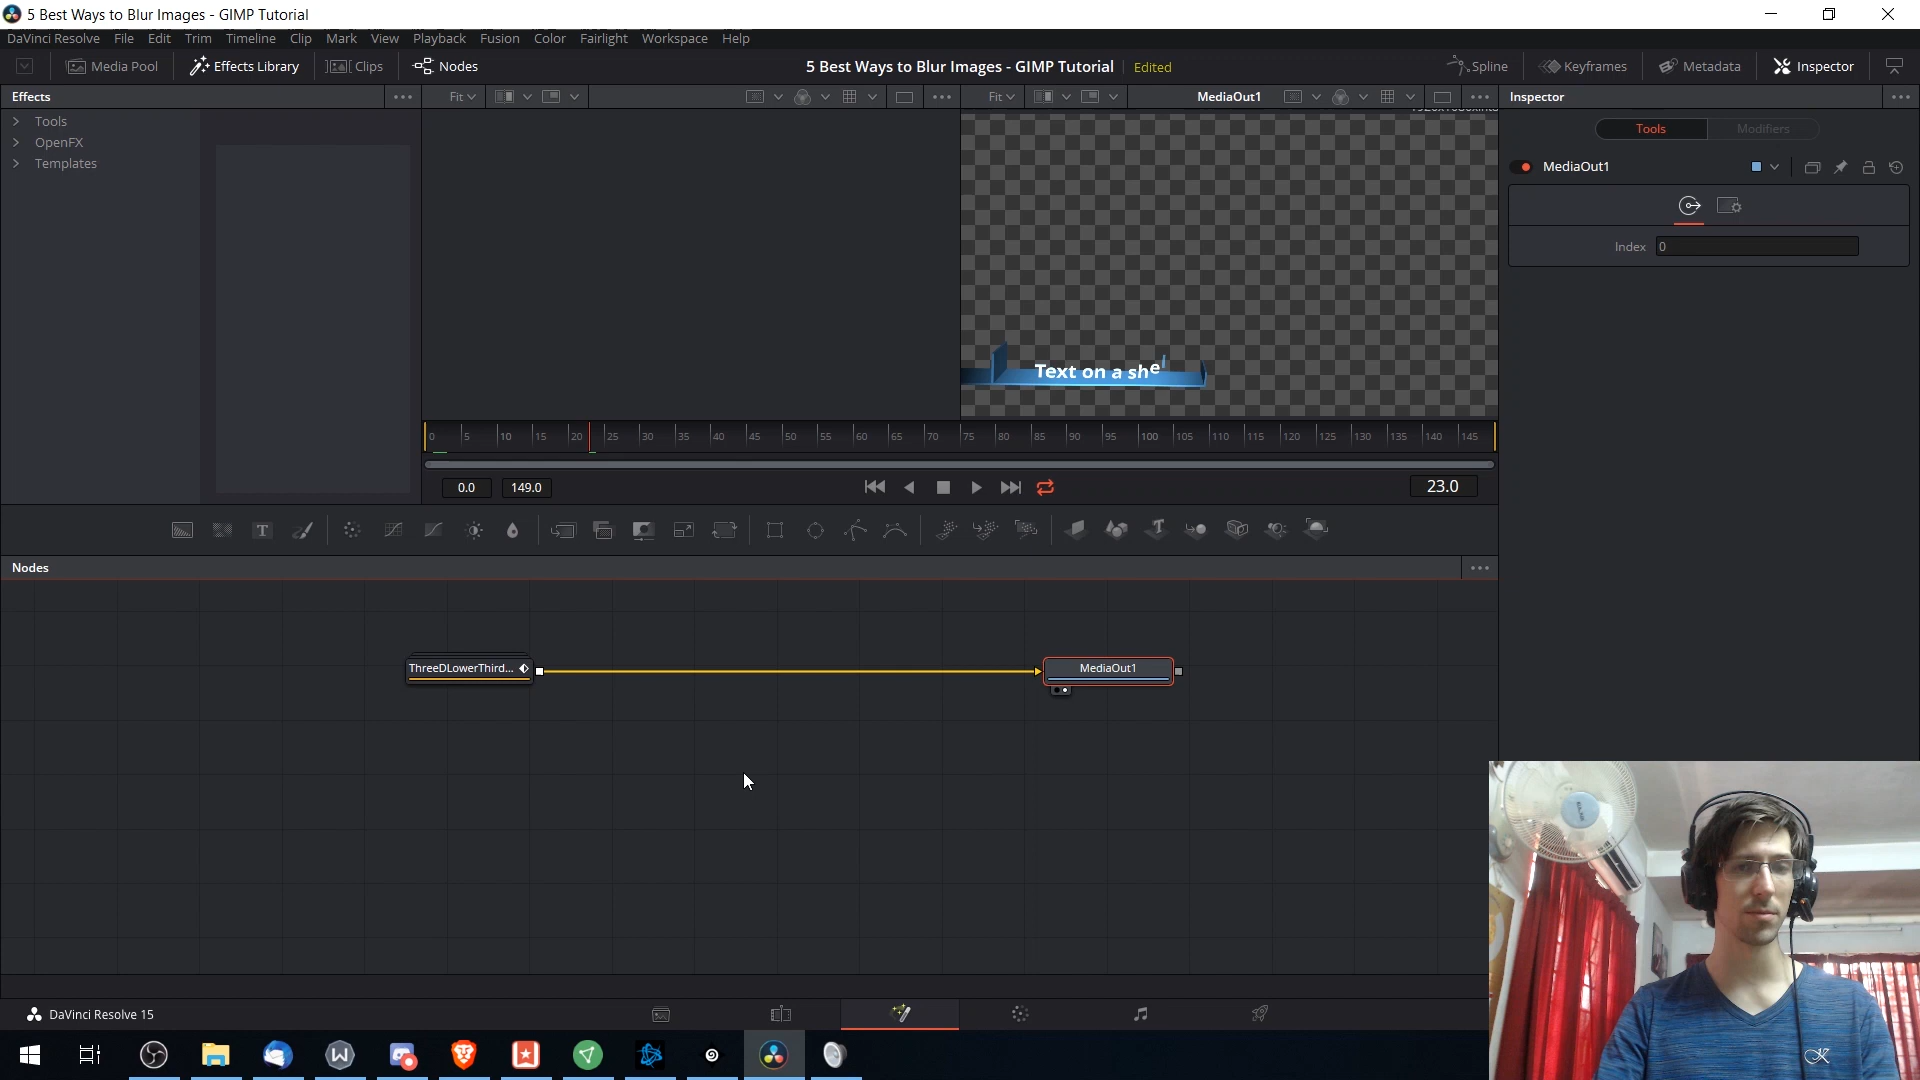 5 Best Ways to Blur Images - GIMP Tutorial
DaVinci Resolve File Edit Trim Timeline Clip Mark View Playback Fusion Color Fairlight Workspace Help
Media Pool Effects Library Clips Nodes 5 Best Ways to Blur Images - GIMP Tutorial Edited Spline Keyframes Metadata Inspector
Effects Fit Fit MediaOut1 Inspector
Tools
OpenFX
Templates
Tools Modifiers
MediaOut1
Index 0
Text on a she
0 5 10 15 20 25 30 35 40 45 50 55 60 65 70 75 80 85 90 95 100 105 110 115 120 125 130 135 140 145
0.0 149.0 23.0
T
Nodes
ThreeDLowerThird... MediaOut1
DaVinci Resolve 15